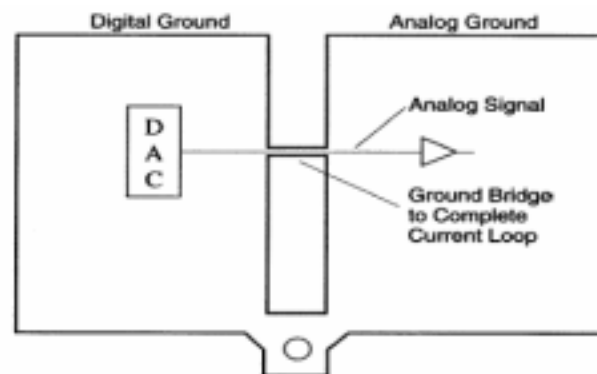 Digital Ground
Analog Ground
D
A
C
Analog Signal
Ground Bridge
to Complete
Current Loop